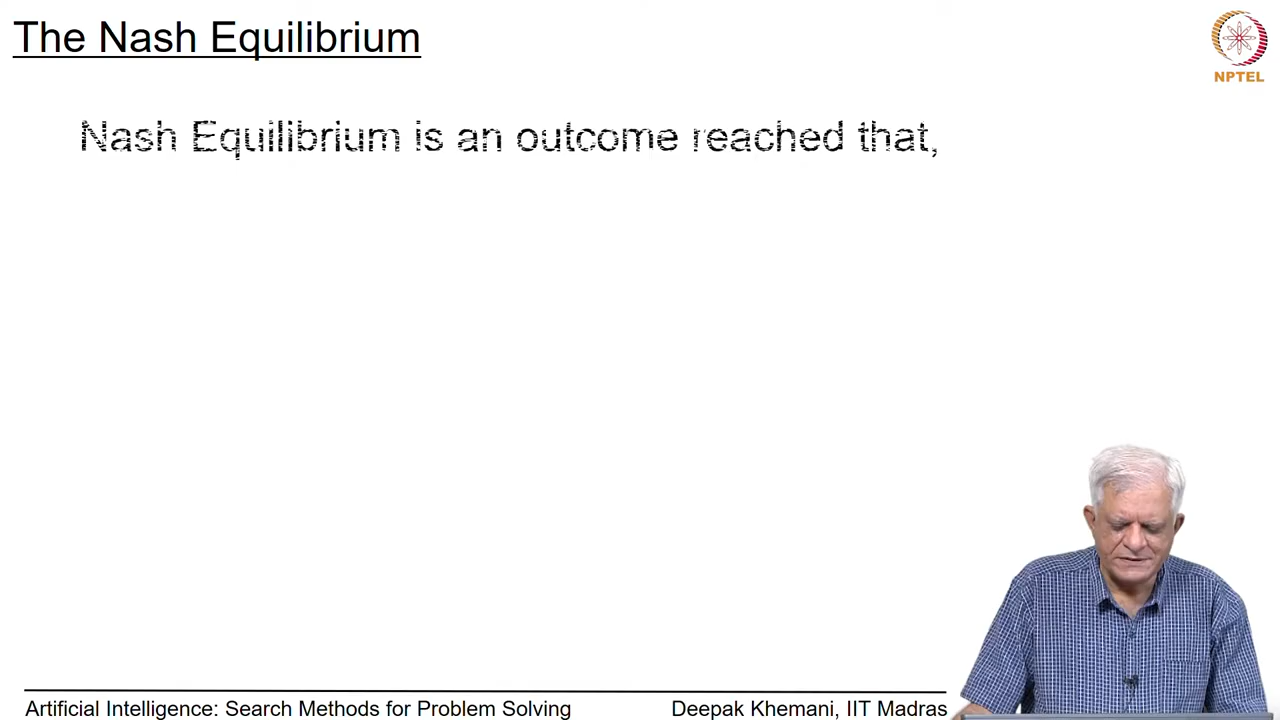 The Nash Equilibrium
NPTEL
Nash Equilibrium is an outcome reached that,
Artificial Intelligence: Search Methods for Problem Solving
Deepak Khemani, IIT Madras